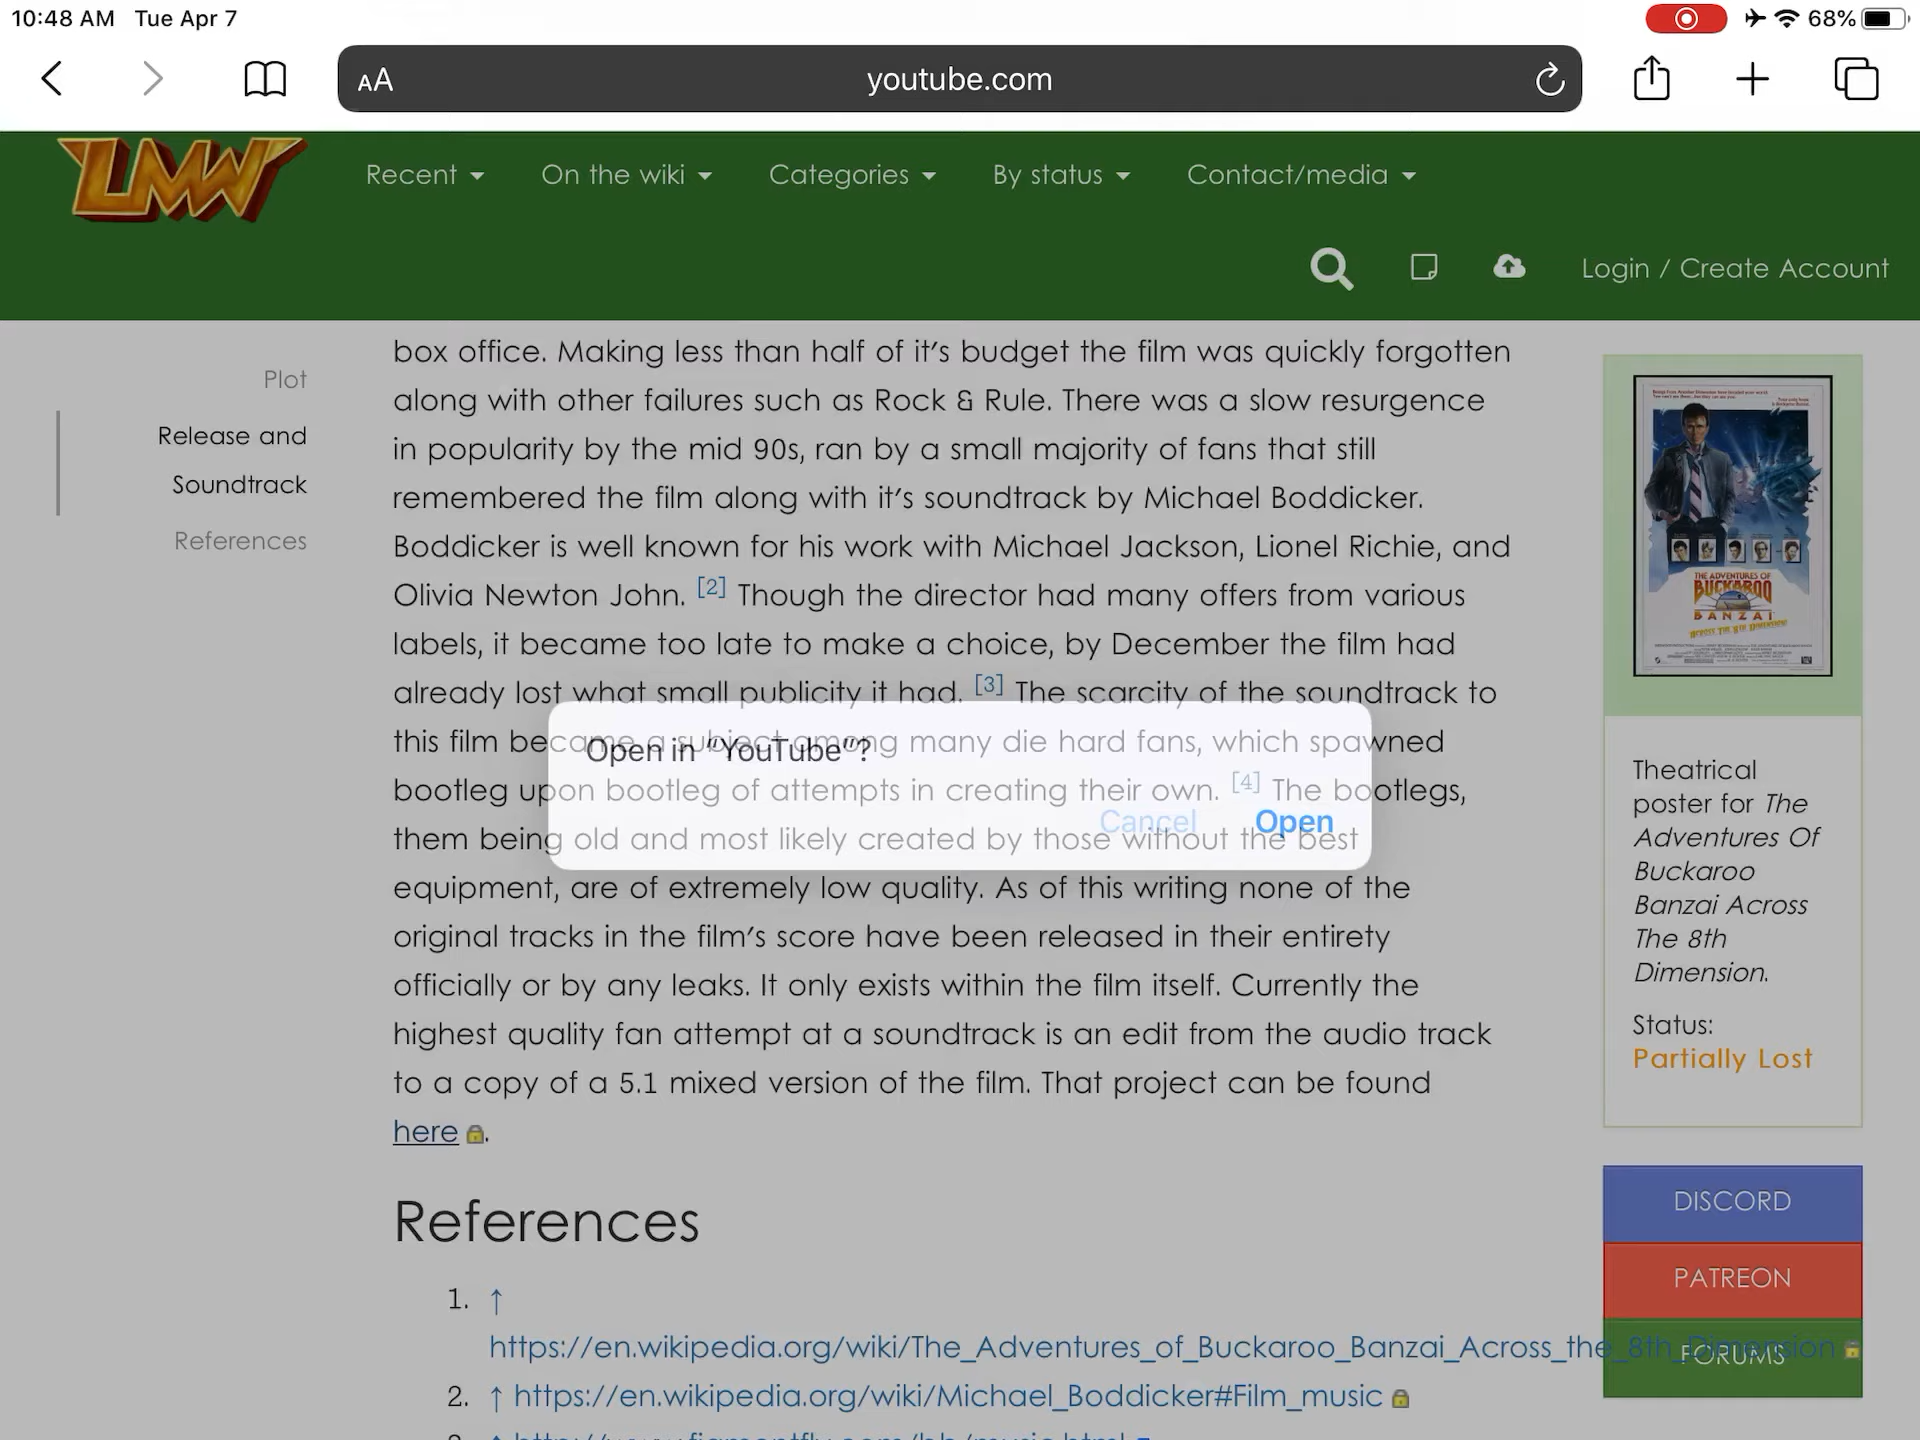 10:48 AM Tue Apr 7
68%
AA
youtube.com
LMW
Recent
On the wiki
Categories
By status
Contact/media
Login / Create Account
Plot
Release and
Soundtrack
References
box office. Making less than half of it's budget the film was quickly forgotten
along with other failures such as Rock & Rule. There was a slow resurgence
in popularity by the mid 90s, ran by a small majority of fans that still
remembered the film along with it's soundtrack by Michael Boddicker.
Boddicker is well known for his work with Michael Jackson, Lionel Richie, and
Olivia Newton John. [2] Though the director had many offers from various
labels, it became too late to make a choice, by December the film had
already lost what small publicity it had. [3] The scarcity of the soundtrack to
this film became a subject among many die hard fans, which spawned
bootleg upon bootleg of attempts in creating their own. [4] The bootlegs,
them being old and most likely created by those without the best
equipment, are of extremely low quality. As of this writing none of the
original tracks in the film's score have been released in their entirety
officially or by any leaks. It only exists within the film itself. Currently the
highest quality fan attempt at a soundtrack is an edit from the audio track
to a copy of a 5.1 mixed version of the film. That project can be found
here.
Open in "YouTube"?
Cancel
Open
References
1. ↑
https://en.wikipedia.org/wiki/The_Adventures_of_Buckaroo_Banzai_Across_the_8th_Dimension
2. ↑ https://en.wikipedia.org/wiki/Michael_Boddicker#Film_music
THE ADVENTURES OF
BUCKAROO
BANZAI
ACROSS THE 8TH DIMENSION
Theatrical
poster for The
Adventures Of
Buckaroo
Banzai Across
The 8th
Dimension.
Status:
Partially Lost
DISCORD
PATREON
FORUMS